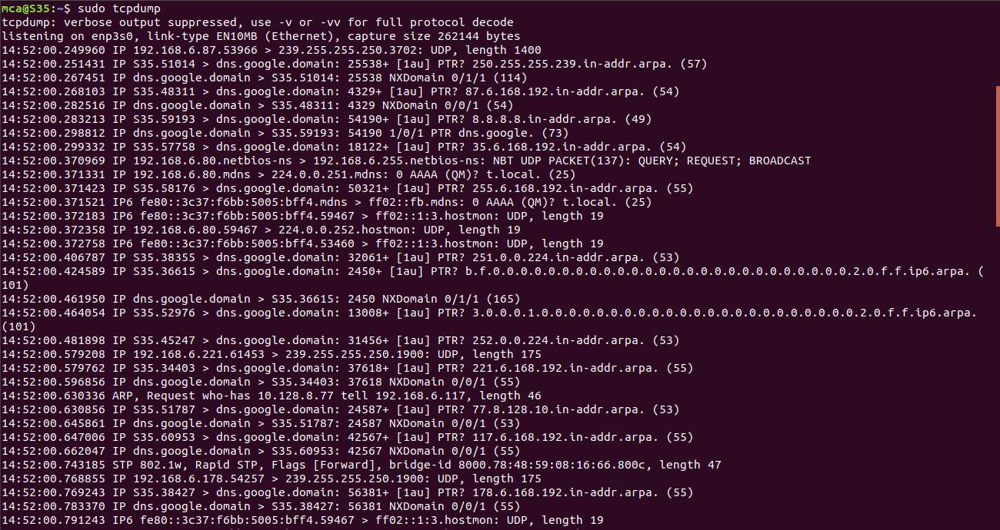 mca@S35:~$ sudo tcpdump
tcpdump: verbose output suppressed, use -v or -vv for full protocol decode
listening on enp3s0, link-type EN10MB (Ethernet), capture size 262144 bytes
14:52:00.249960 IP 192.168.6.87.53966 > 239.255.255.250.3702: UDP, length 1400
14:52:00.251431 IP S35.51014 > dns.google.domain: 25538+ [1au] PTR? 250.255.255.239.in-addr.arpa. (57)
14:52:00.267451 IP dns.google.domain > S35.51014: 25538 NXDomain 0/1/1 (114)
14:52:00.268103 IP S35.48311 > dns.google.domain: 4329+ [1au] PTR? 87.6.168.192.in-addr.arpa. (54)
14:52:00.282516 IP dns.google.domain > S35.48311: 4329 NXDomain 0/0/1 (54)
14:52:00.283213 IP S35.59193 > dns.google.domain: 54190+ [1au] PTR? 8.8.8.8.in-addr.arpa. (49)
14:52:00.298812 IP dns.google.domain > S35.59193: 54190 1/0/1 PTR dns.google. (73)
14:52:00.299332 IP S35.57758 > dns.google.domain: 18122+ [1au] PTR? 35.6.168.192.in-addr.arpa. (54)
14:52:00.370969 IP 192.168.6.80.netbios-ns > 192.168.6.255.netbios-ns: NBT UDP PACKET(137): QUERY; REQUEST; BROADCAST
14:52:00.371331 IP 192.168.6.80.mdns > 224.0.0.251.mdns: 0 AAAA (QM)? t.local. (25)
14:52:00.371423 IP S35.58176 > dns.google.domain: 50321+ [1au] PTR? 255.6.168.192.in-addr.arpa. (55)
14:52:00.371521 IP6 fe80::3c37:f6bb:5005:bff4.mdns > ff02::fb.mdns: 0 AAAA (QM)? t.local. (25)
14:52:00.372183 IP6 fe80::3c37:f6bb:5005:bff4.59467 > ff02::1:3.hostmon: UDP, length 19
14:52:00.372358 IP 192.168.6.80.59467 > 224.0.0.252.hostmon: UDP, length 19
14:52:00.372758 IP6 fe80::3c37:f6bb:5005:bff4.53460 > ff02::1:3.hostmon: UDP, length 19
14:52:00.406787 IP S35.38355 > dns.google.domain: 32061+ [1au] PTR? 251.0.0.224.in-addr.arpa. (53)
14:52:00.424589 IP S35.36615 > dns.google.domain: 2450+ [1au] PTR? b.f.0.0.0.0.0.0.0.0.0.0.0.0.0.0.0.0.0.0.0.0.0.0.0.0.0.0.2.0.f.f.ip6.arpa. (
101)
14:52:00.461950 IP dns.google.domain > S35.36615: 2450 NXDomain 0/1/1 (165)
14:52:00.464054 IP S35.52976 > dns.google.domain: 13008+ [1au] PTR? 3.0.0.0.1.0.0.0.0.0.0.0.0.0.0.0.0.0.0.0.0.0.0.0.0.0.0.0.2.0.f.f.ip6.arpa.
(101)
14:52:00.481898 IP S35.45247 > dns.google.domain: 31456+ [1au] PTR? 252.0.0.224.in-addr.arpa. (53)
14:52:00.579208 IP 192.168.6.221.61453 > 239.255.255.250.1900: UDP, length 175
14:52:00.579762 IP S35.34403 > dns.google.domain: 37618+ [1au] PTR? 221.6.168.192.in-addr.arpa. (55)
14:52:00.596856 IP dns.google.domain > S35.34403: 37618 NXDomain 0/0/1 (55)
14:52:00.630336 ARP, Request who-has 10.128.8.77 tell 192.168.6.117, length 46
14:52:00.630856 IP S35.51787 > dns.google.domain: 24587+ [1au] PTR? 77.8.128.10.in-addr.arpa. (53)
14:52:00.645861 IP dns.google.domain > S35.51787: 24587 NXDomain 0/0/1 (53)
14:52:00.647006 IP S35.60953 > dns.google.domain: 42567+ [1au] PTR? 117.6.168.192.in-addr.arpa. (55)
14:52:00.662047 IP dns.google.domain > S35.60953: 42567 NXDomain 0/0/1 (55)
14:52:00.743185 STP 802.1w, Rapid STP, Flags [Forward], bridge-id 8000.78:48:59:08:16:66.800c, length 47
14:52:00.768855 IP 192.168.6.178.54257 > 239.255.255.250.1900: UDP, length 175
14:52:00.769243 IP S35.38427 > dns.google.domain: 56381+ [1au] PTR? 178.6.168.192.in-addr.arpa. (55)
14:52:00.783370 IP dns.google.domain > S35.38427: 56381 NXDomain 0/0/1 (55)
14:52:00.791243 IP6 fe80::3c37:f6bb:5005:bff4.59467 > ff02::1:3.hostmon: UDP, length 19